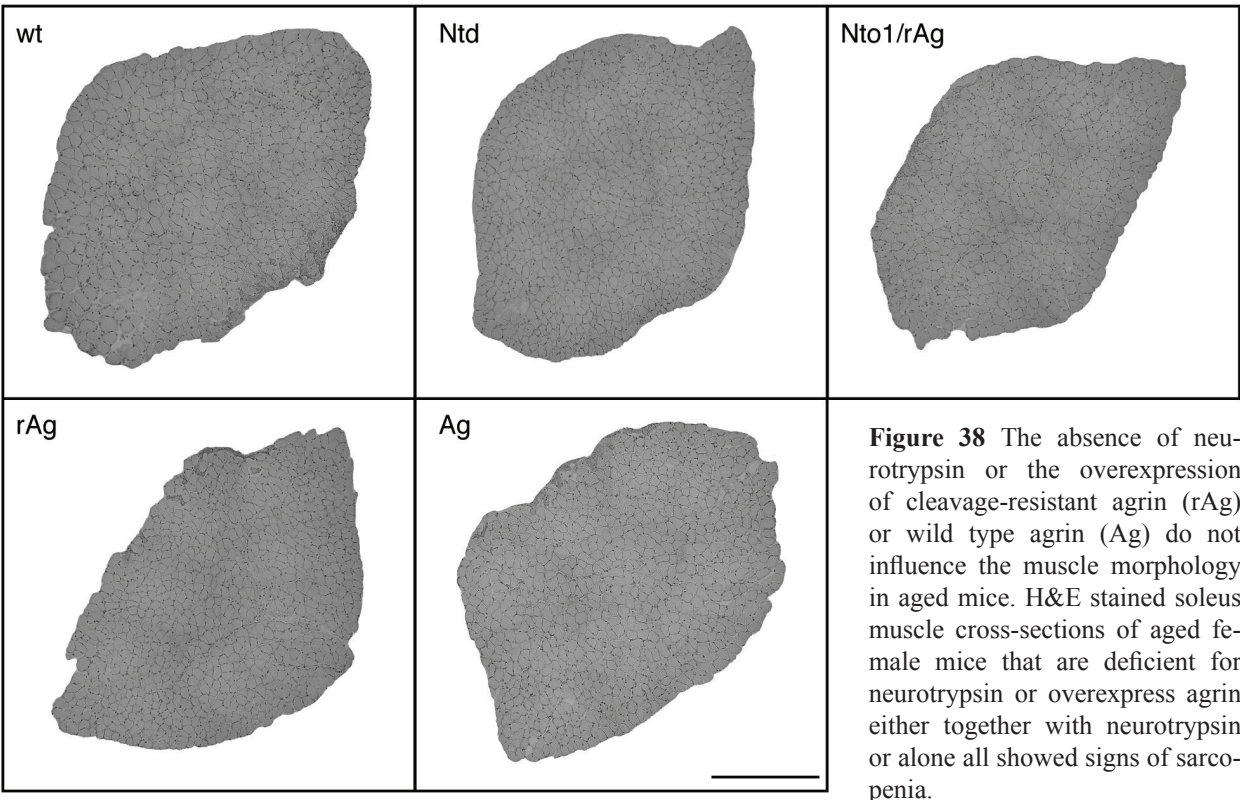 wt
Ntd
Nto1/rAg
rAg
Ag
Figure 38 The absence of neu-
rotrypsin or the overexpression
of cleavage-resistant agrin (rAg)
or wild type agrin (Ag) do not
influence the muscle morphology
in aged mice. H&E stained soleus
muscle cross-sections of aged fe-
male mice that are deficient for
neurotrypsin or overexpress agrin
either together with neurotrypsin
or alone all showed signs of sarco-
penia.